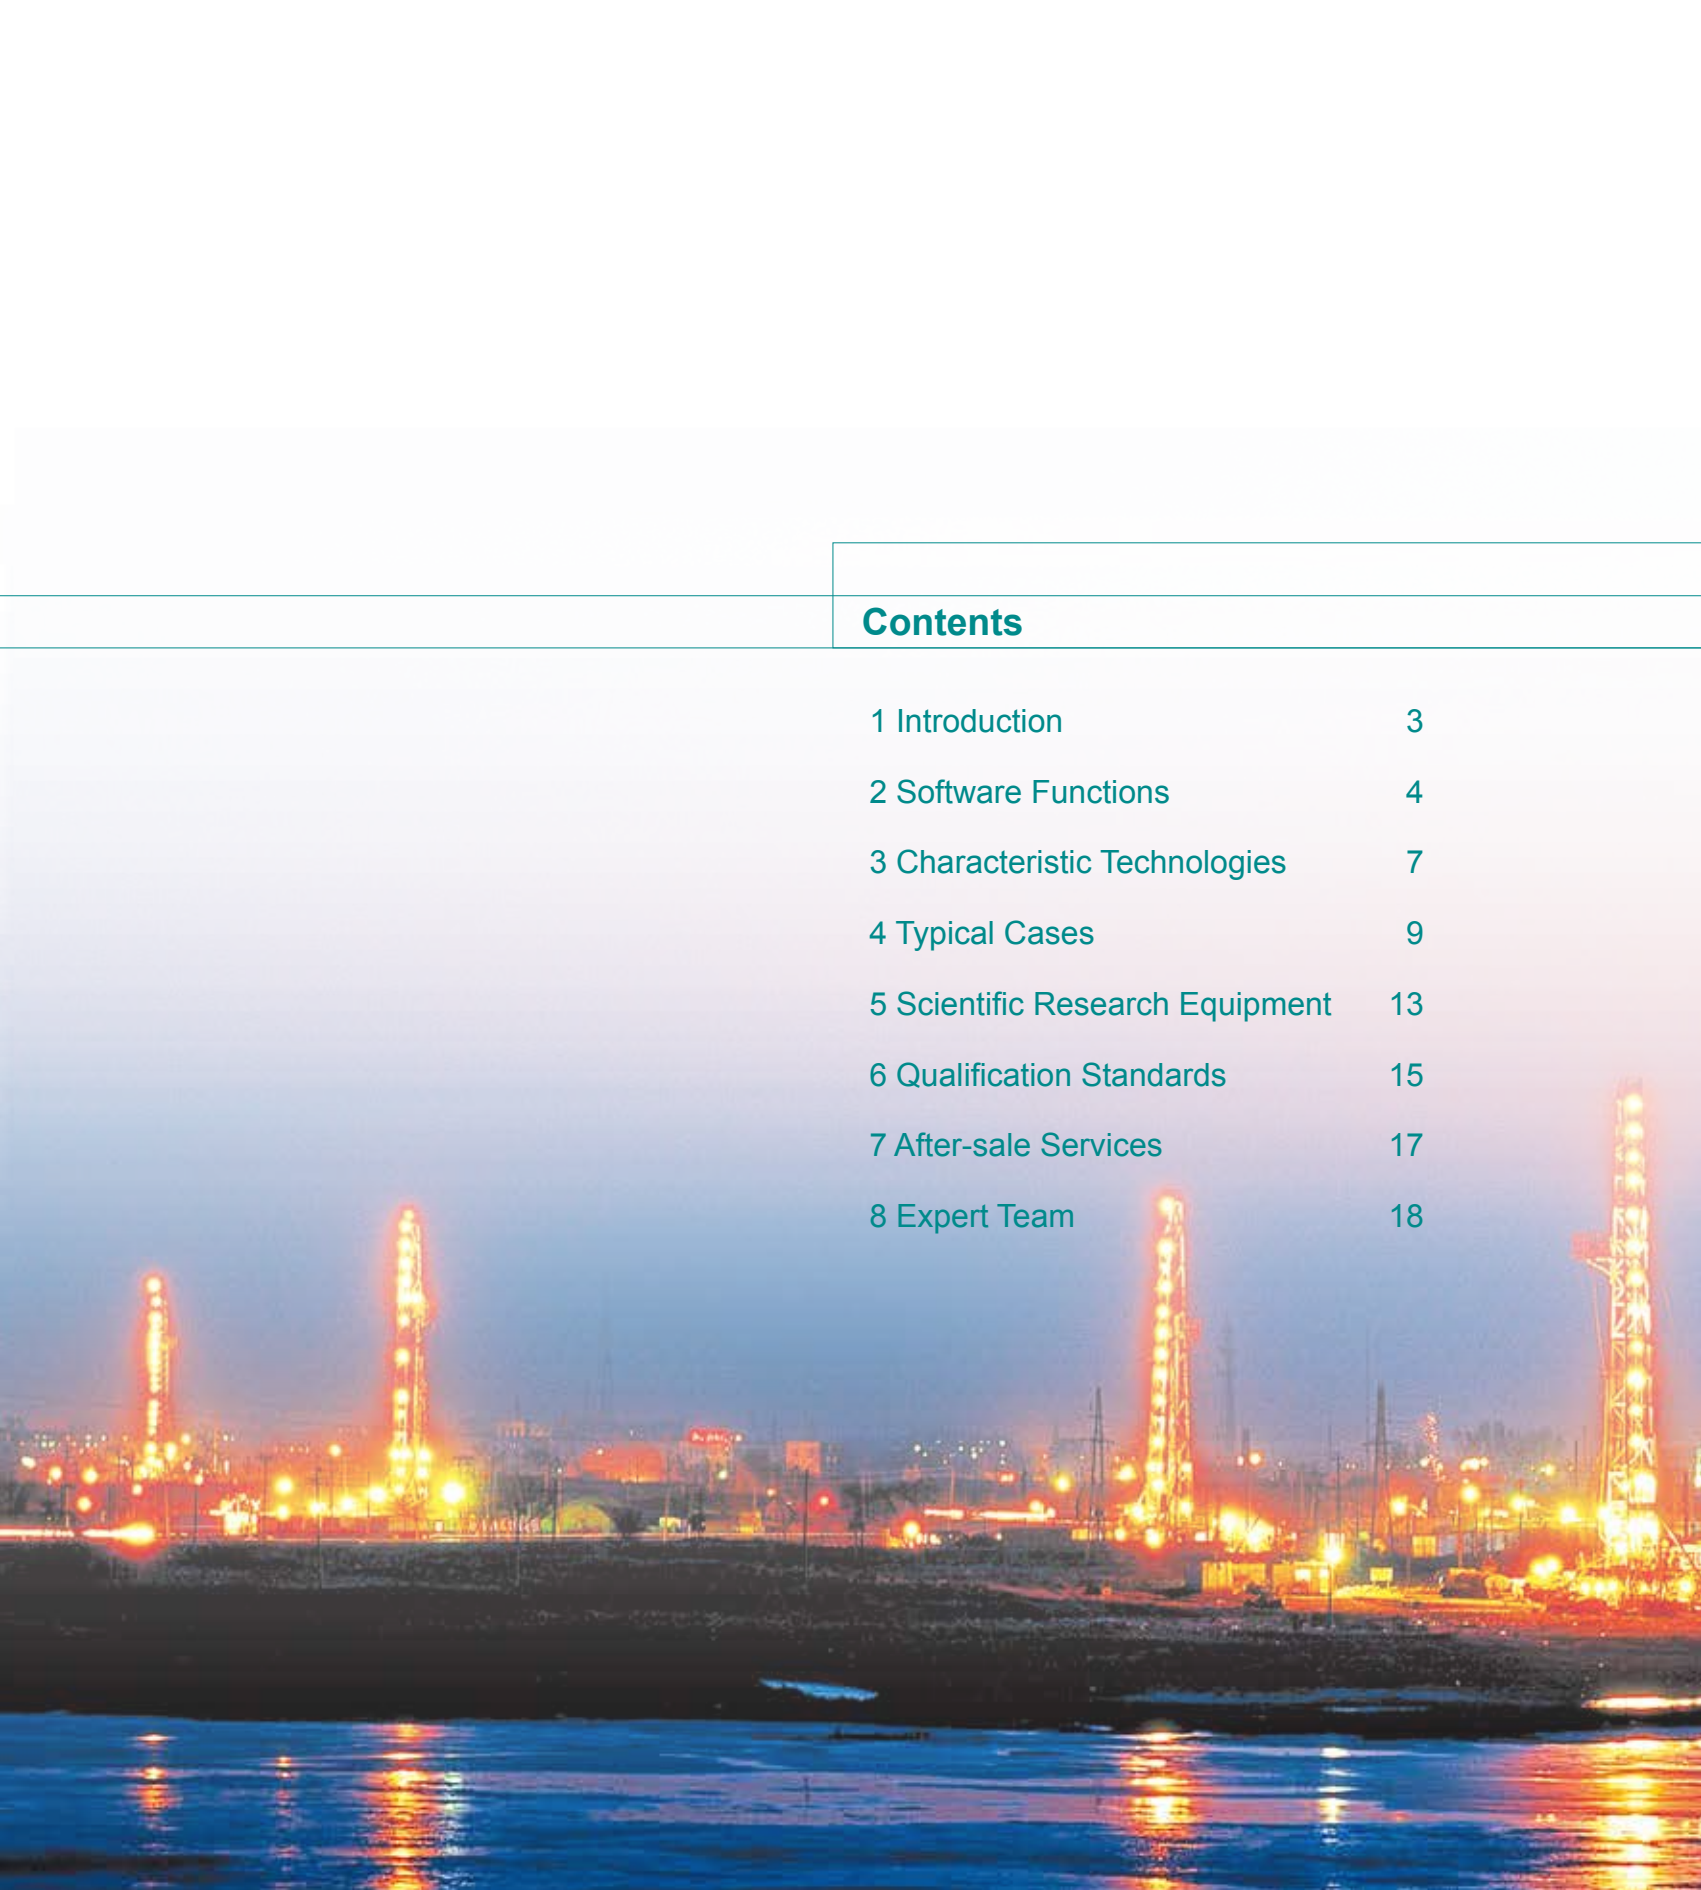 Contents
1 Introduction 3
2 Software Functions 4
3 Characteristic Technologies 7
4 Typical Cases 9
5 Scientific Research Equipment 13
6 Qualification Standards 15
7 After-sale Services 17
8 Expert Team 18